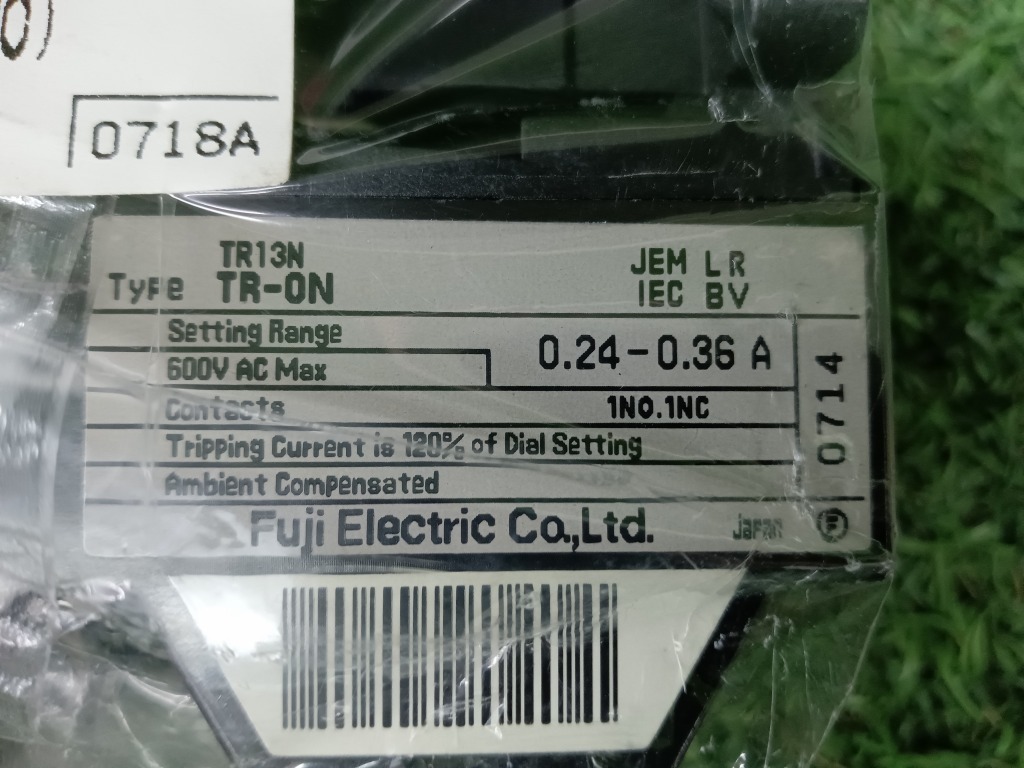 0)
0718A
TR13N
Type TR-0N
JEM LR
IEC BV
Setting Range
0.24-0.36 A
600V AC Max
Contacts 1NO.1NC
Tripping Current is 120% of Dial Setting
Ambient Compensated
0714
Fuji Electric Co.,Ltd. Japan F